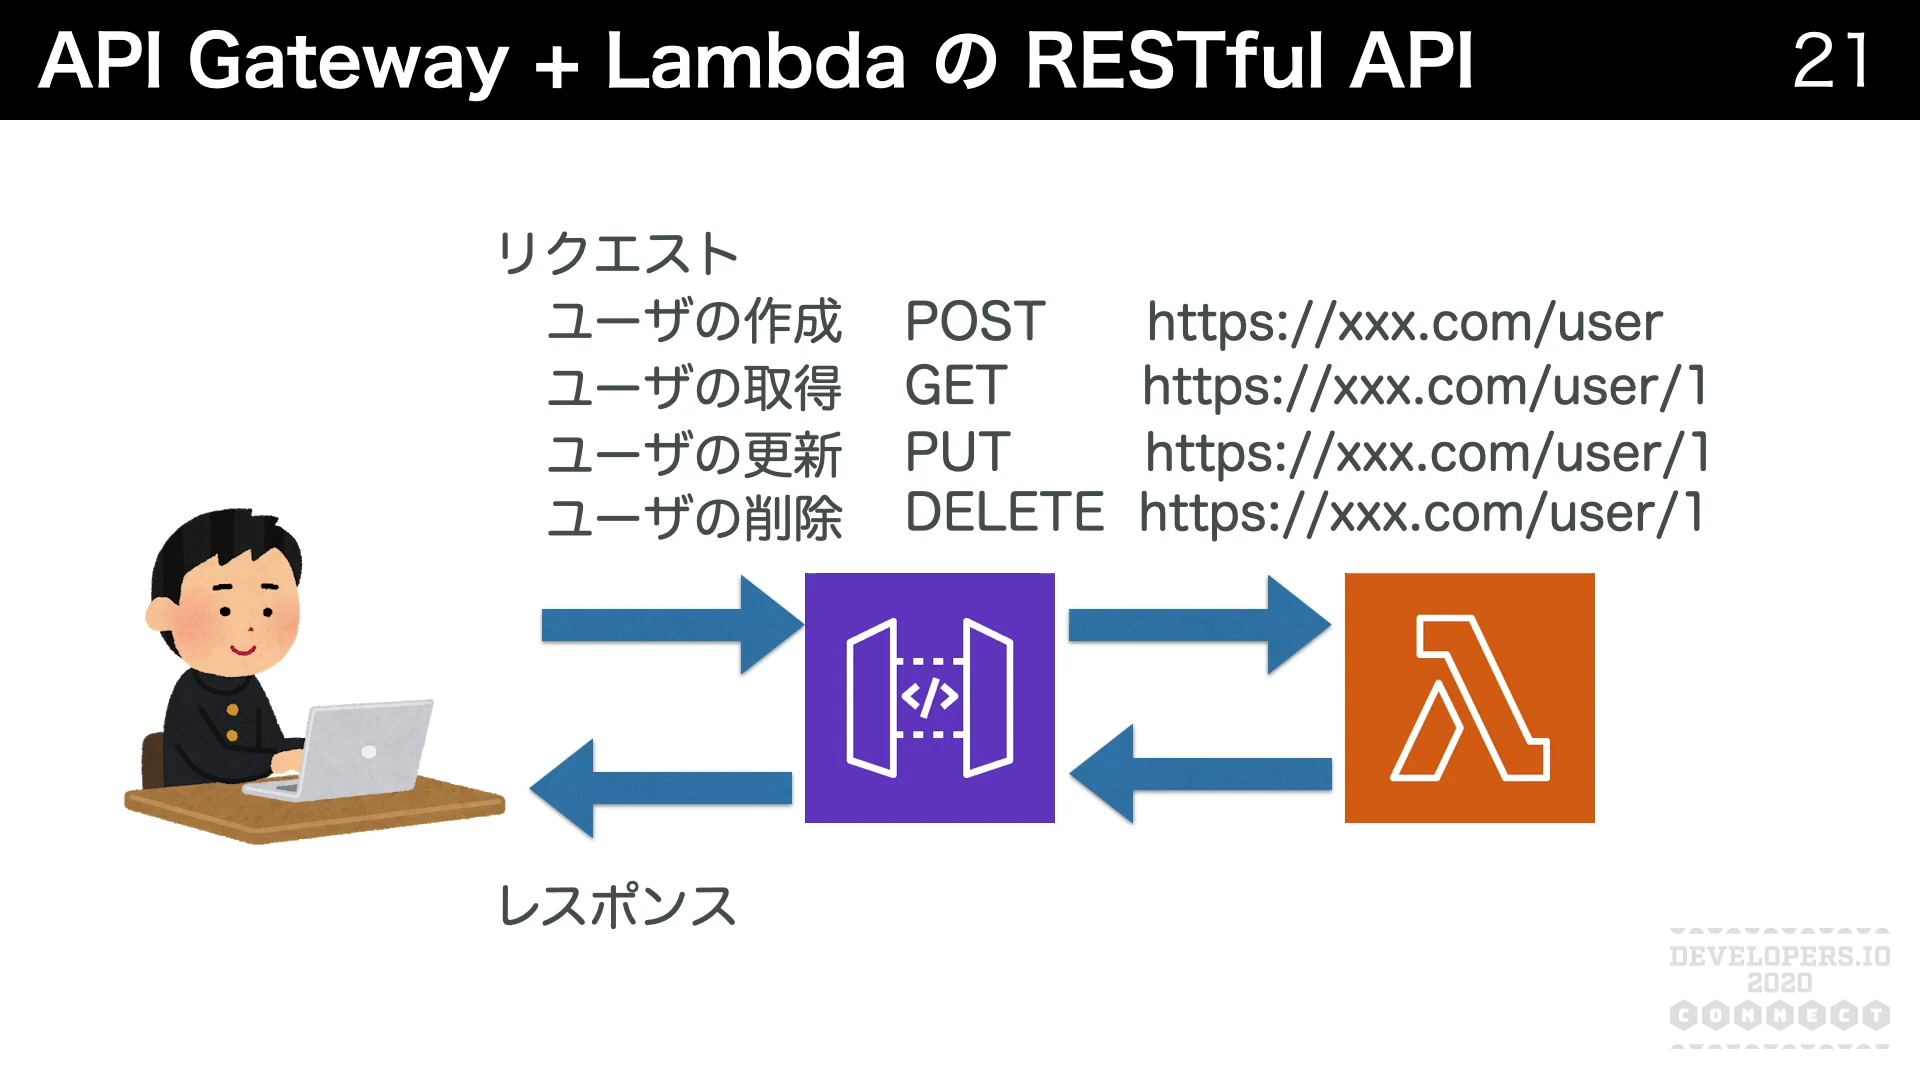 API Gateway + Lambda の RESTful API 21
リクエスト
ユーザの作成 POST https://xxx.com/user
ユーザの取得 GET https://xxx.com/user/1
ユーザの更新 PUT https://xxx.com/user/1
ユーザの削除 DELETE https://xxx.com/user/1
</>
レスポンス
DEVELOPERS.IO
2020
CONNECT